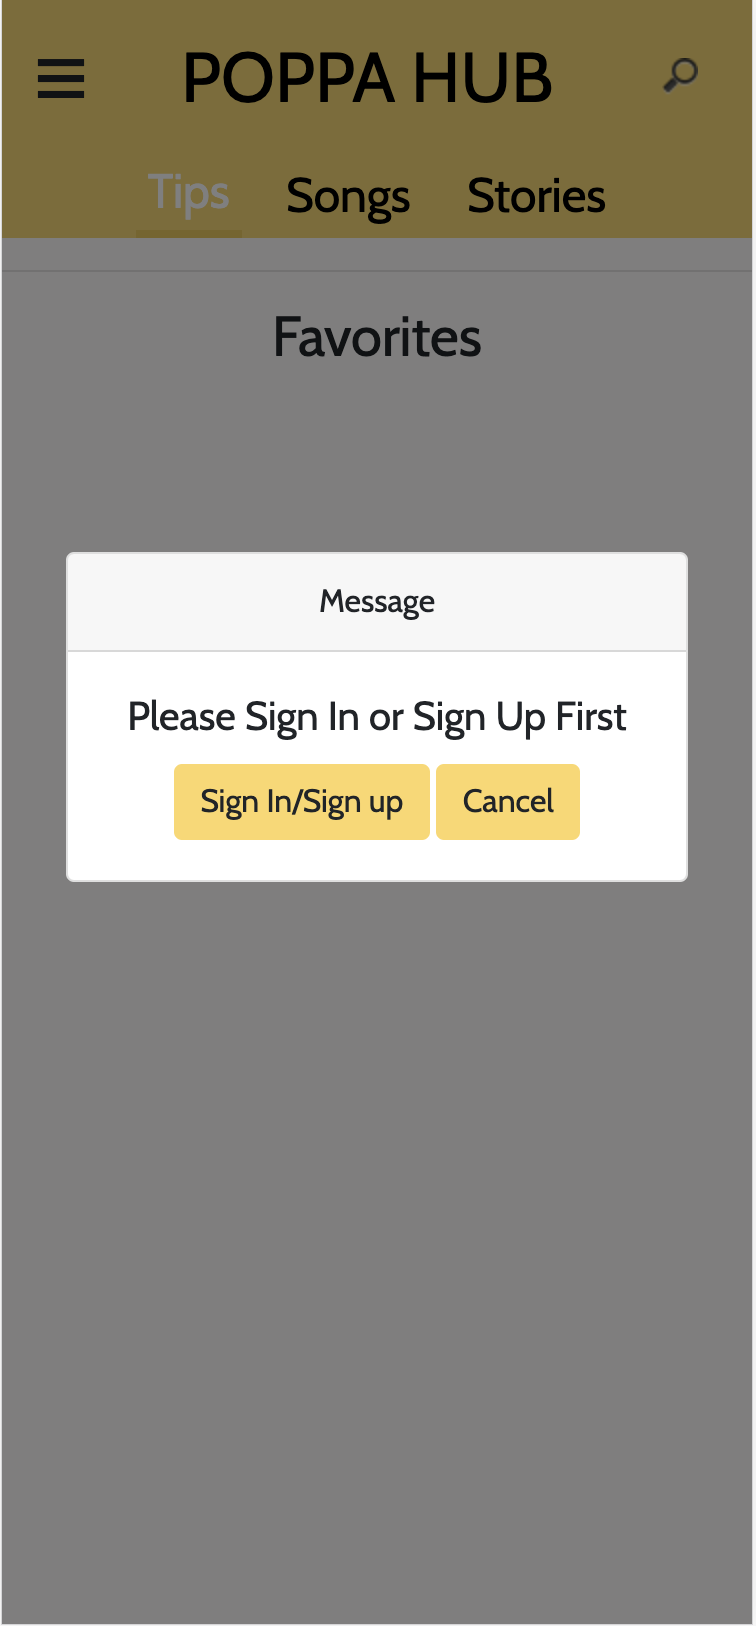 POPPA HUB
Tips Songs Stories
Favorites
Message
Please Sign In or Sign Up First
Sign In/Sign up Cancel